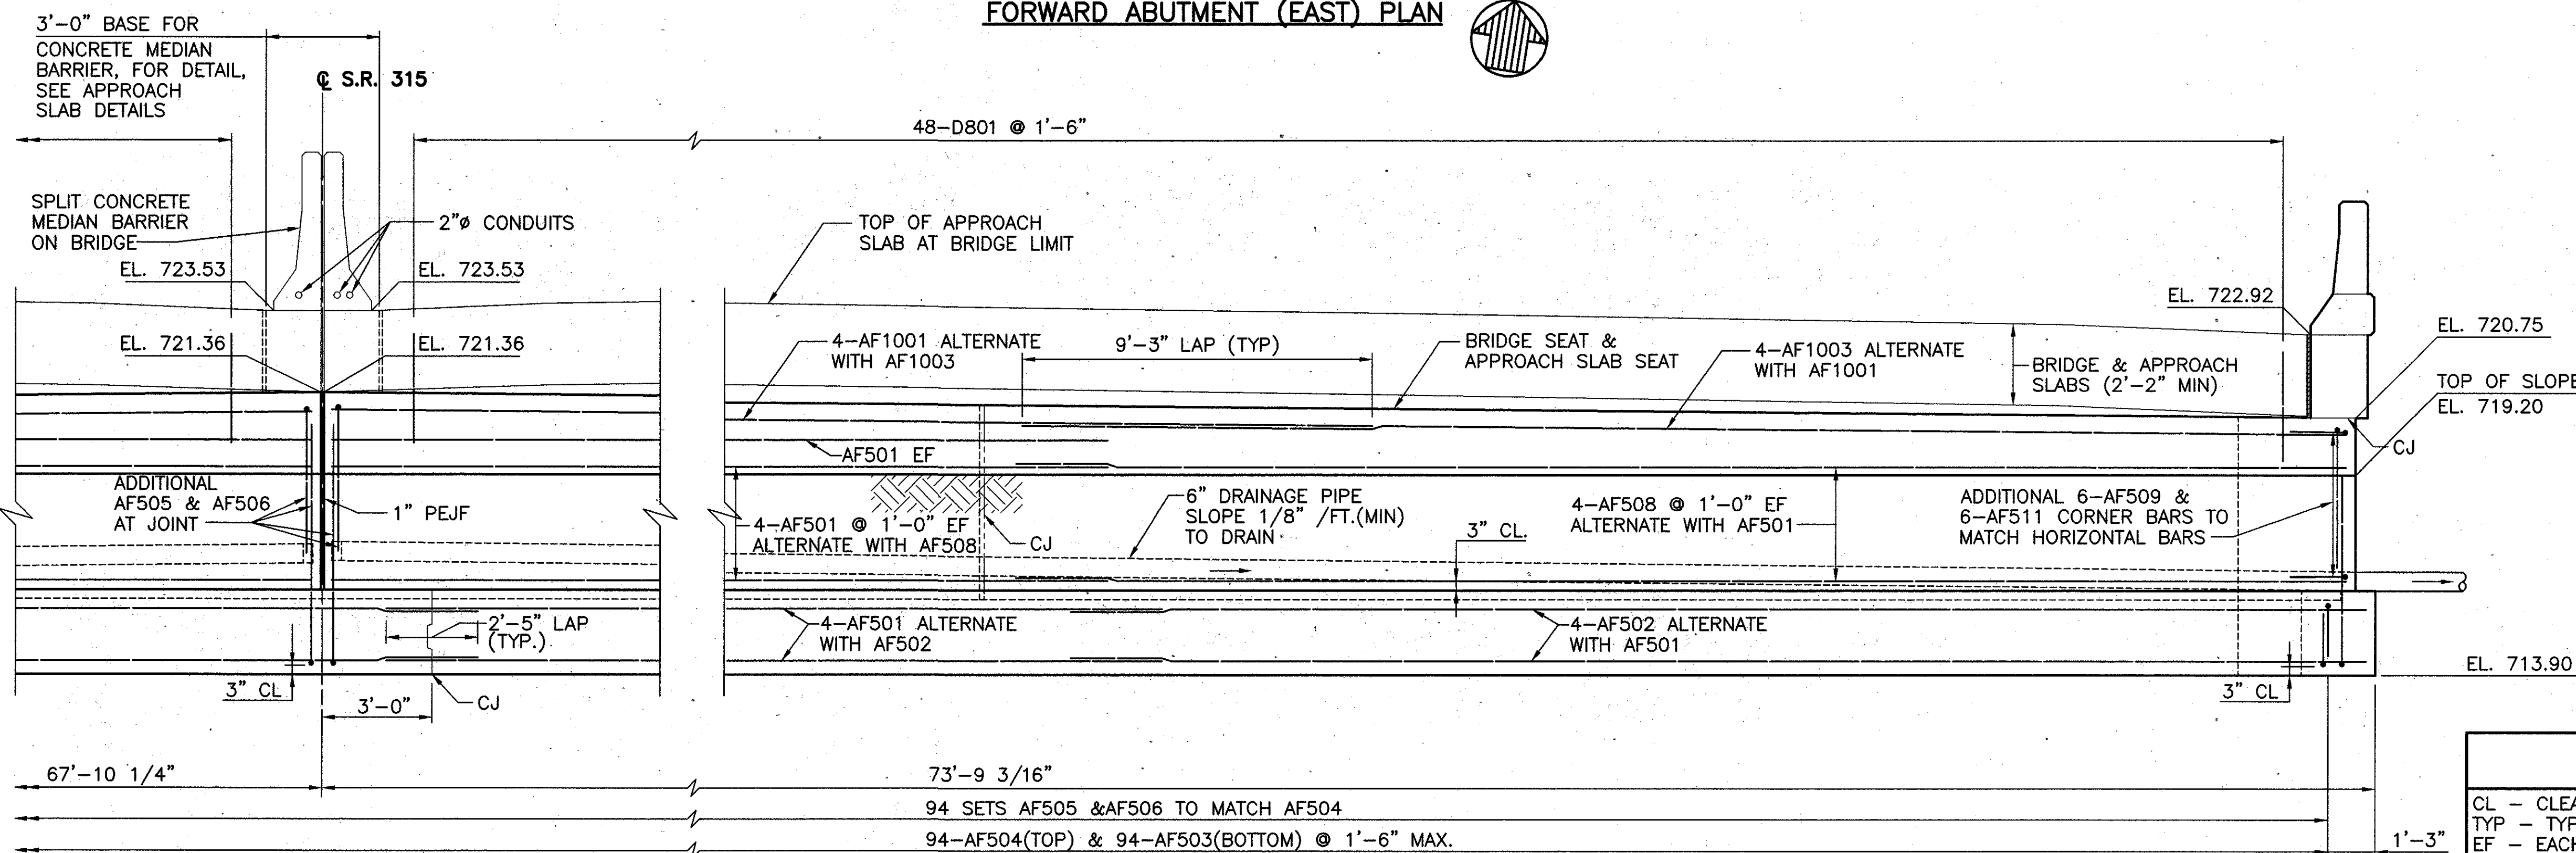 FORWARD ABUTMENT (EAST) PLAN
3'-0" BASE FOR
CONCRETE MEDIAN
BARRIER, FOR DETAIL,
SEE APPROACH
SLAB DETAILS
℄ S.R. 315
48-D801 @ 1'-6"
SPLIT CONCRETE
MEDIAN BARRIER
ON BRIDGE
2"ø CONDUITS
TOP OF APPROACH
SLAB AT BRIDGE LIMIT
EL. 723.53
EL. 723.53
EL. 722.92
EL. 720.75
EL. 721.36
EL. 721.36
4-AF1001 ALTERNATE
WITH AF1003
9'-3" LAP (TYP)
BRIDGE SEAT &
APPROACH SLAB SEAT
4-AF1003 ALTERNATE
WITH AF1001
BRIDGE & APPROACH
SLABS (2'-2" MIN)
TOP OF SLOPE
EL. 719.20
CJ
AF501 EF
ADDITIONAL
AF505 & AF506
AT JOINT
1" PEJF
4-AF501 @ 1'-0" EF
ALTERNATE WITH AF508
CJ
6" DRAINAGE PIPE
SLOPE 1/8" /FT.(MIN)
TO DRAIN
3" CL.
4-AF508 @ 1'-0" EF
ALTERNATE WITH AF501
ADDITIONAL 6-AF509 &
6-AF511 CORNER BARS TO
MATCH HORIZONTAL BARS
2'-5" LAP
(TYP.)
4-AF501 ALTERNATE
WITH AF502
4-AF502 ALTERNATE
WITH AF501
EL. 713.90
3" CL
3'-0"
CJ
3" CL
67'-10 1/4"
73'-9 3/16"
94 SETS AF505 &AF506 TO MATCH AF504
94-AF504(TOP) & 94-AF503(BOTTOM) @ 1'-6" MAX.
1'-3"
CL - CLEA
TYP - TYP
EF - EACH